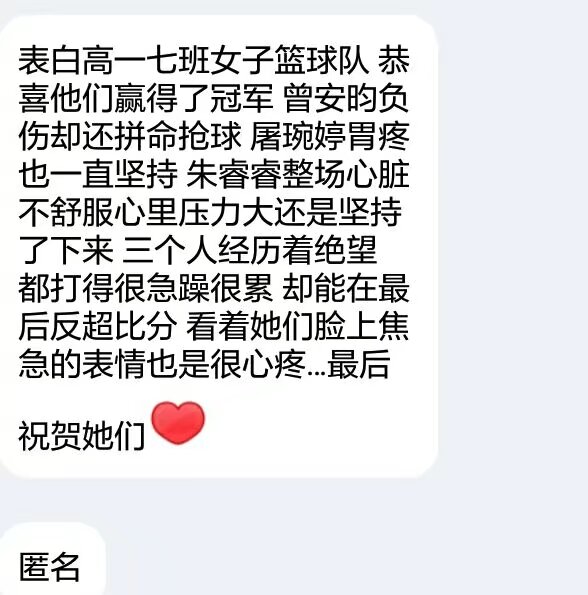 表白高一七班女子篮球队 恭
喜他们赢得了冠军 曾安昀负
伤却还拼命抢球 屠琬婷胃疼
也一直坚持 朱睿睿整场心脏
不舒服心里压力大还是坚持
了下来 三个人经历着绝望
都打得很急躁很累 却能在最
后反超比分 看着她们脸上焦
急的表情也是很心疼...最后
祝贺她们❤️
匿名